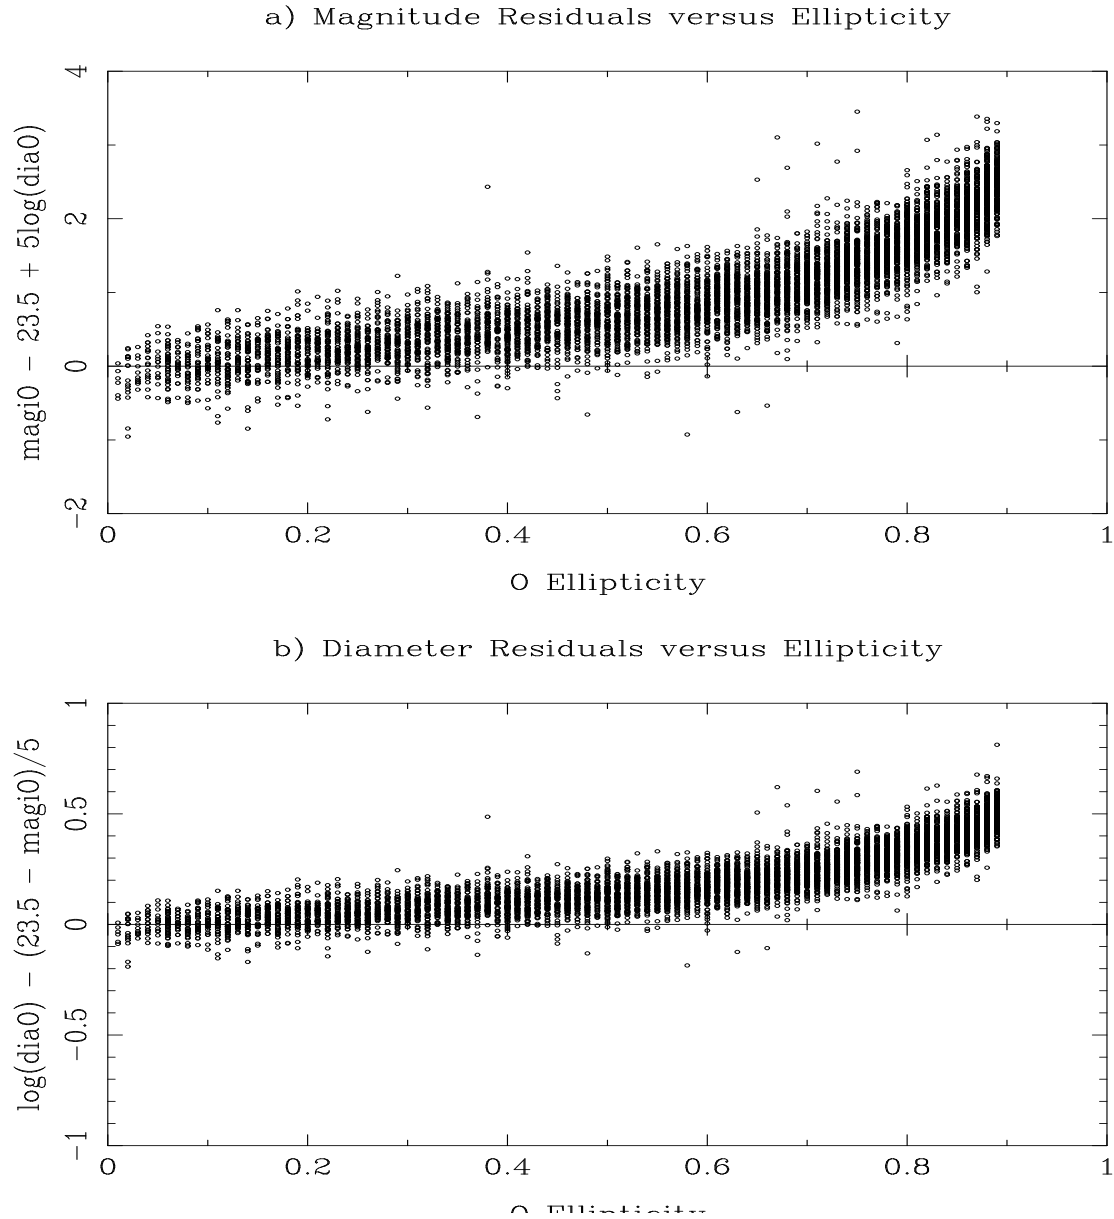 a) Magnitude Residuals versus Ellipticity
4
2
0
−2
magi0 − 23.5 + 5log(dia0)
0 0.2 0.4 0.6 0.8 1
O Ellipticity
b) Diameter Residuals versus Ellipticity
1
0.5
0
−0.5
−1
log(dia0) − (23.5 − magi0)/5
0 0.2 0.4 0.6 0.8 1
O Ellipticity